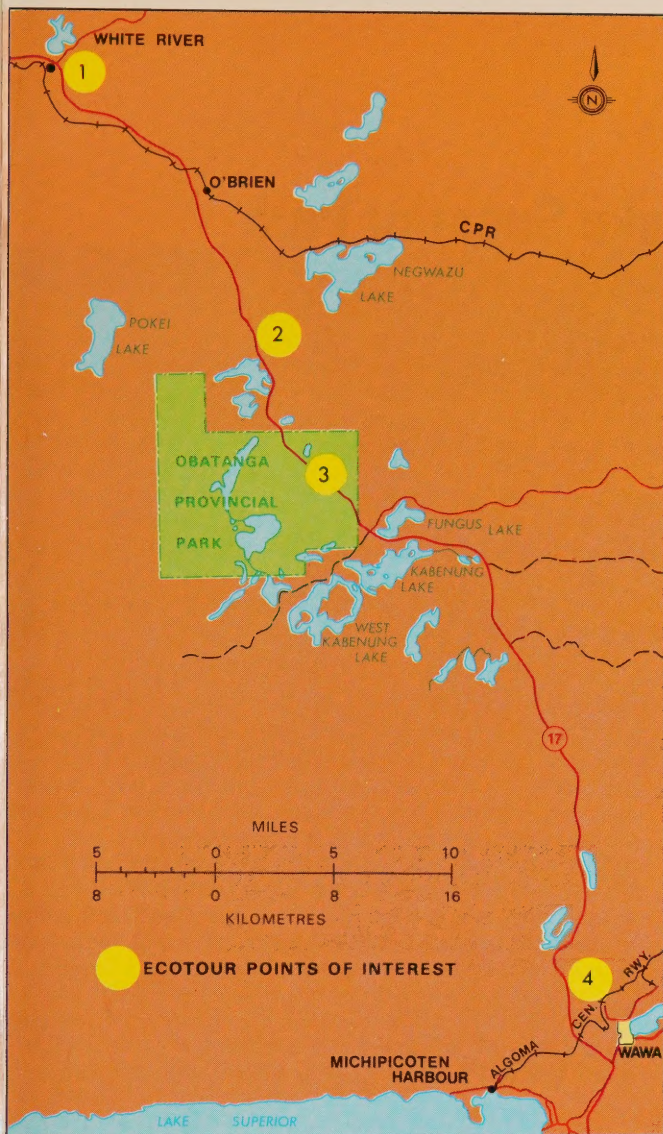 WHITE RIVER
1
N
O'BRIEN
CPR
NEGWAZU
LAKE
2
POKEI
LAKE
OBATANGA
PROVINCIAL
PARK
3
FUNGUS LAKE
KABENUNG
LAKE
WEST
KABENUNG
LAKE
17
MILES
5 0 5 10
8 0 8 16
KILOMETRES
ECOTOUR POINTS OF INTEREST
4
ALGOMA CEN. RWY.
WAWA
MICHIPICOTEN
HARBOUR
LAKE SUPERIOR